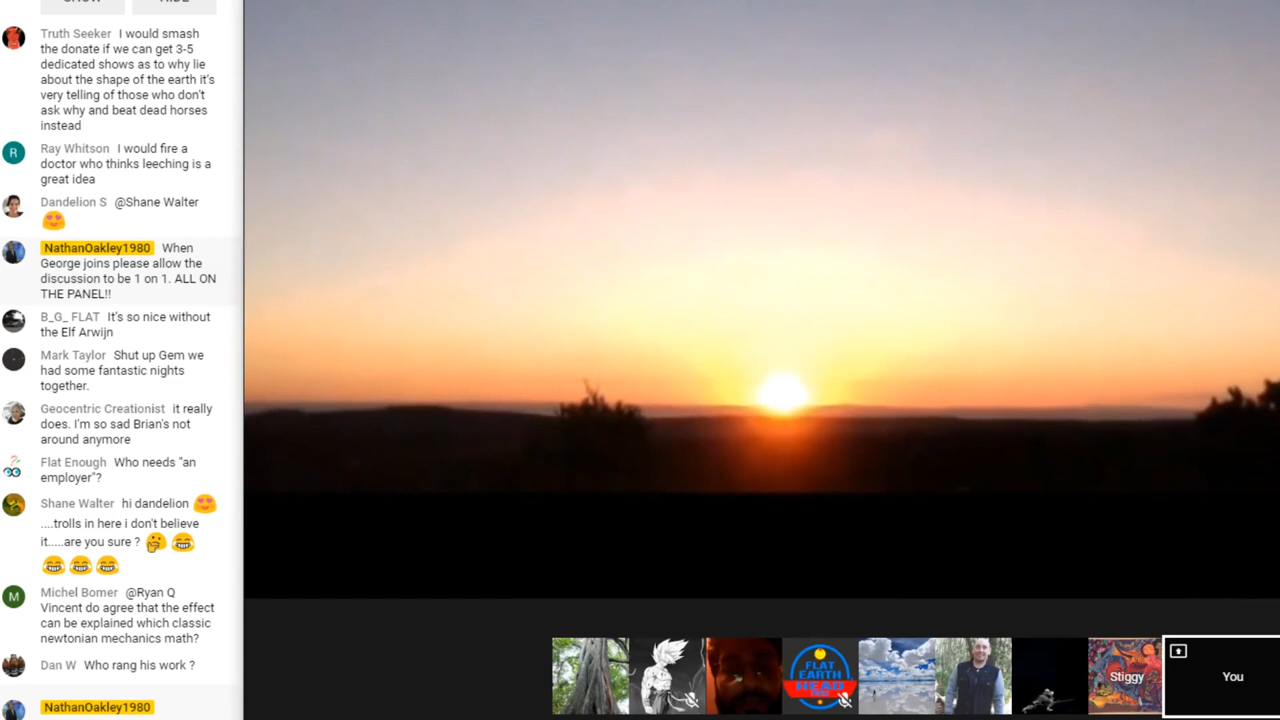 SHOW HIDE
Truth Seeker I would smash
the donate if we can get 3-5
dedicated shows as to why lie
about the shape of the earth it's
very telling of those who don't
ask why and beat dead horses
instead
R
Ray Whitson I would fire a
doctor who thinks leeching is a
great idea
Dandelion S @Shane Walter
😍
NathanOakley1980 When
George joins please allow the
discussion to be 1 on 1. ALL ON
THE PANEL!!
B_G_ FLAT It's so nice without
the Elf Arwijn
Mark Taylor Shut up Gem we
had some fantastic nights
together.
Geocentric Creationist it really
does. I'm so sad Brian's not
around anymore
Flat Enough Who needs "an
employer"?
Shane Walter hi dandelion 😍
....trolls in here i don't believe
it.....are you sure ? 🤔 😂
😂 😂 😂
M
Michel Bomer @Ryan Q
Vincent do agree that the effect
can be explained which classic
newtonian mechanics math?
Dan W Who rang his work ?
NathanOakley1980
FLAT
EARTH
HEAD
Stiggy
You